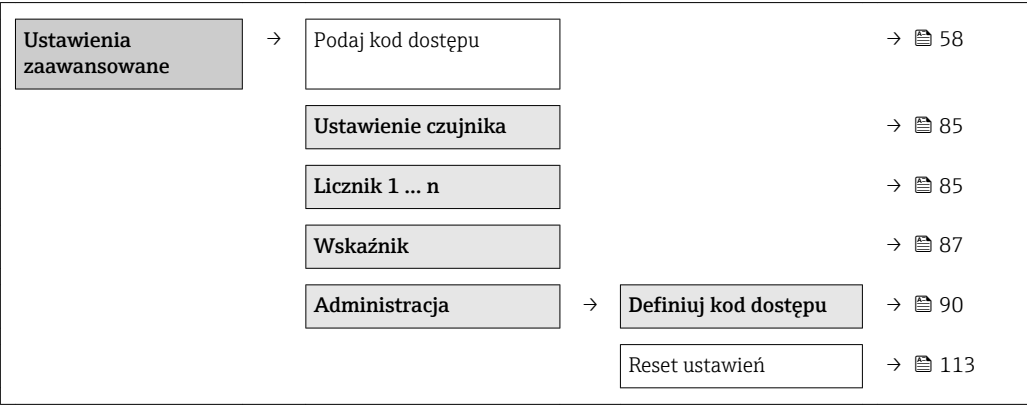 Ustawienia
zaawansowane
→ Podaj kod dostępu → 58
Ustawienie czujnika → 85
Licznik 1 ... n → 85
Wskaźnik → 87
Administracja → Definiuj kod dostępu → 90
Reset ustawień → 113